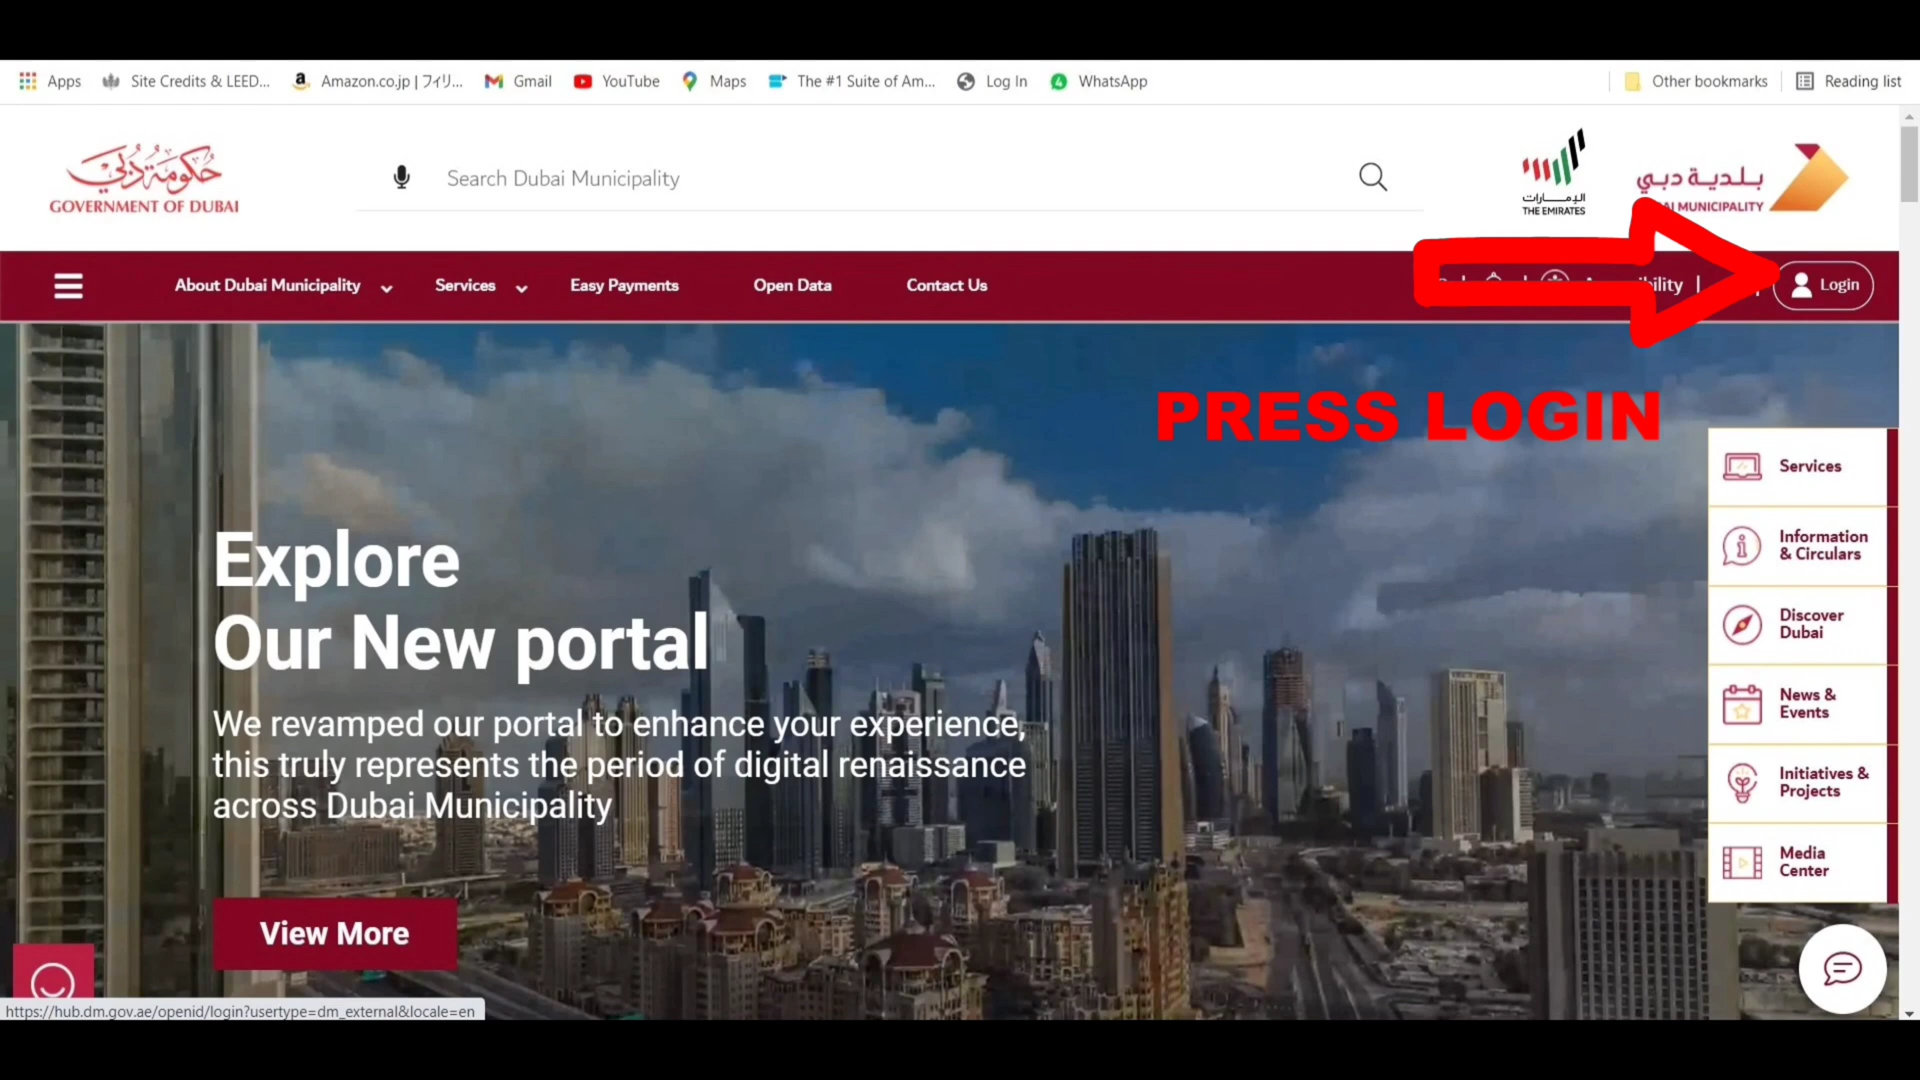 Apps
Site Credits & LEED...
Amazon.co.jp | フィリ...
Gmail
YouTube
Maps
The #1 Suite of Am...
Log In
WhatsApp
Other bookmarks
Reading list
حكومة دبي
GOVERNMENT OF DUBAI
Search Dubai Municipality
الإمارات
THE EMIRATES
بلدية دبي
MUNICIPALITY
About Dubai Municipality
Services
Easy Payments
Open Data
Contact Us
Login
PRESS LOGIN
Services
Information
& Circulars
Discover
Dubai
News &
Events
Initiatives &
Projects
Media
Center
Explore
Our New portal
We revamped our portal to enhance your experience,
this truly represents the period of digital renaissance
across Dubai Municipality
View More
https://hub.dm.gov.ae/openid/login?usertype=dm_external&locale=en